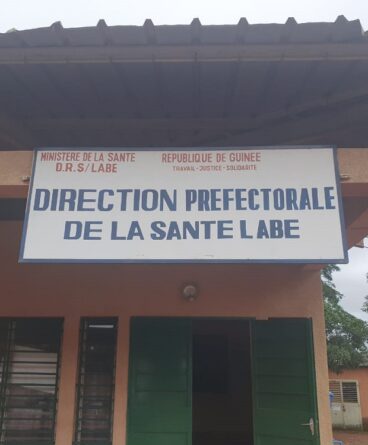 MINISTERE DE LA SANTE
D.R.S/LABE
REPUBLIQUE DE GUINEE
TRAVAIL - JUSTICE - SOLIDARITE
DIRECTION PREFECTORALE
DE LA SANTE LABE